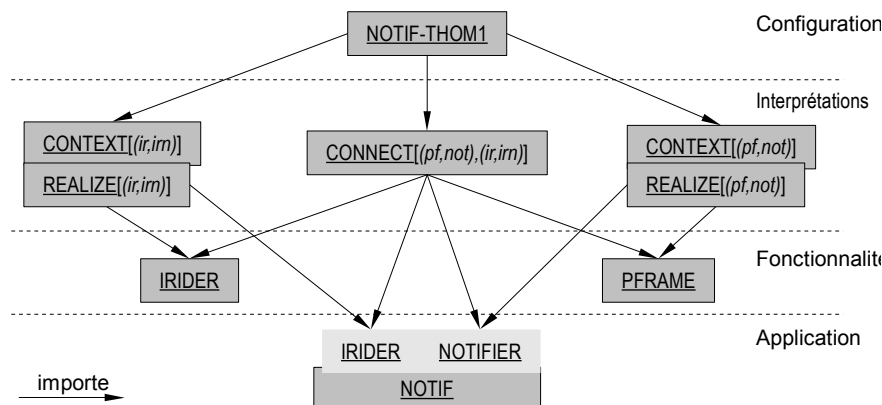 NOTIF-THOM1
Configuration
Interprétations
CONTEXT[(ir,irn)]
REALIZE[(ir,irn)]
CONNECT[(pf,not),(ir,irn)]
CONTEXT[(pf,not)]
REALIZE[(pf,not)]
IRIDER
PFRAME
Fonctionnalité
IRIDER NOTIFIER
NOTIF
Application
importe